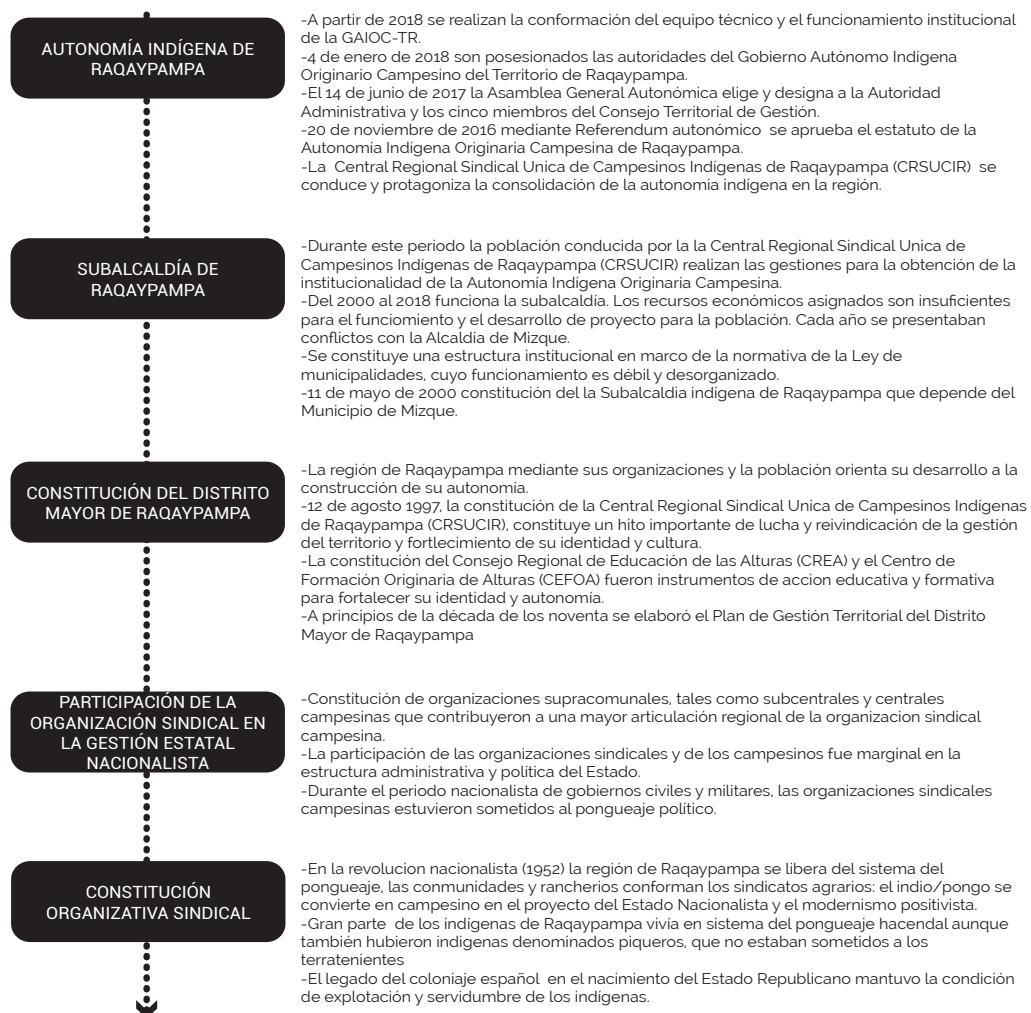 AUTONOMÍA INDÍGENA DE
RAQAYPAMPA
-A partir de 2018 se realizan la conformación del equipo técnico y el funcionamiento institucional
de la GAIOC-TR.
-4 de enero de 2018 son posesionados las autoridades del Gobierno Autónomo Indígena
Originario Campesino del Territorio de Raqaypampa.
-El 14 de junio de 2017 la Asamblea General Autonómica elige y designa a la Autoridad
Administrativa y los cinco miembros del Consejo Territorial de Gestión.
-20 de noviembre de 2016 mediante Referendum autonómico se aprueba el estatuto de la
Autonomía Indígena Originaria Campesina de Raqaypampa.
-La Central Regional Sindical Unica de Campesinos Indígenas de Raqaypampa (CRSUCIR) se
conduce y protagoniza la consolidación de la autonomia indígena en la región.
SUBALCALDÍA DE
RAQAYPAMPA
-Durante este periodo la población conducida por la la Central Regional Sindical Unica de
Campesinos Indígenas de Raqaypampa (CRSUCIR) realizan las gestiones para la obtención de la
institucionalidad de la Autonomía Indígena Originaria Campesina.
-Del 2000 al 2018 funciona la subalcaldía. Los recursos económicos asignados son insuficientes
para el funciomiento y el desarrollo de proyecto para la población. Cada año se presentaban
conflictos con la Alcaldía de Mizque.
-Se constituye una estructura institucional en marco de la normativa de la Ley de
municipalidades, cuyo funcionamiento es débil y desorganizado.
-11 de mayo de 2000 constitución del la Subalcaldia indígena de Raqaypampa que depende del
Municipio de Mizque.
CONSTITUCIÓN DEL DISTRITO
MAYOR DE RAQAYPAMPA
-La región de Raqaypampa mediante sus organizaciones y la población orienta su desarrollo a la
construcción de su autonomía.
-12 de agosto 1997, la constitución de la Central Regional Sindical Unica de Campesinos Indígenas
de Raqaypampa (CRSUCIR), constituye un hito importante de lucha y reivindicación de la gestión
del territorio y fortlecimiento de su identidad y cultura.
-La constitución del Consejo Regional de Educación de las Alturas (CREA) y el Centro de
Formación Originaria de Alturas (CEFOA) fueron instrumentos de accion educativa y formativa
para fortalecer su identidad y autonomía.
-A principios de la década de los noventa se elaboró el Plan de Gestión Territorial del Distrito
Mayor de Raqaypampa
PARTICIPACIÓN DE LA
ORGANIZACIÓN SINDICAL EN
LA GESTIÓN ESTATAL
NACIONALISTA
-Constitución de organizaciones supracomunales, tales como subcentrales y centrales
campesinas que contribuyeron a una mayor articulación regional de la organizacion sindical
campesina.
-La participación de las organizaciones sindicales y de los campesinos fue marginal en la
estructura administrativa y política del Estado.
-Durante el periodo nacionalista de gobiernos civiles y militares, las organizaciones sindicales
campesinas estuvieron sometidos al pongueaje político.
CONSTITUCIÓN
ORGANIZATIVA SINDICAL
-En la revolucion nacionalista (1952) la región de Raqaypampa se libera del sistema del
pongueaje, las conmunidades y rancherios conforman los sindicatos agrarios: el indio/pongo se
convierte en campesino en el proyecto del Estado Nacionalista y el modernismo positivista.
-Gran parte de los indígenas de Raqaypampa vivía en sistema del pongueaje hacendal aunque
también hubieron indigenas denominados piqueros, que no estaban sometidos a los
terratenientes
-El legado del coloniaje español en el nacimiento del Estado Republicano mantuvo la condición
de explotación y servidumbre de los indígenas.